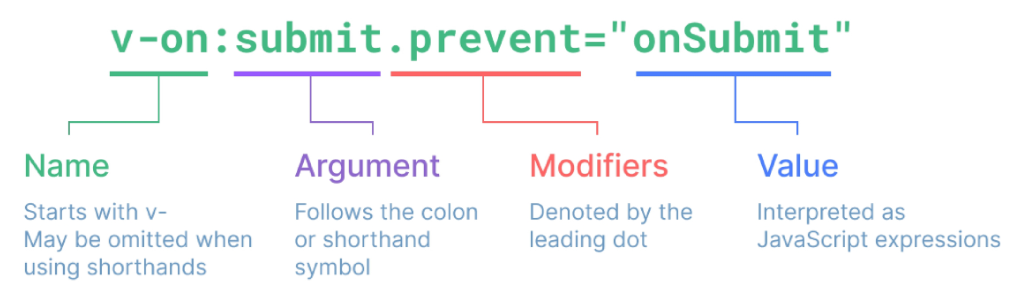 v-on:submit.prevent="onSubmit"
Name
Starts with v-
May be omitted when
using shorthands
Argument
Follows the colon
or shorthand
symbol
Modifiers
Denoted by the
leading dot
Value
Interpreted as
JavaScript expressions